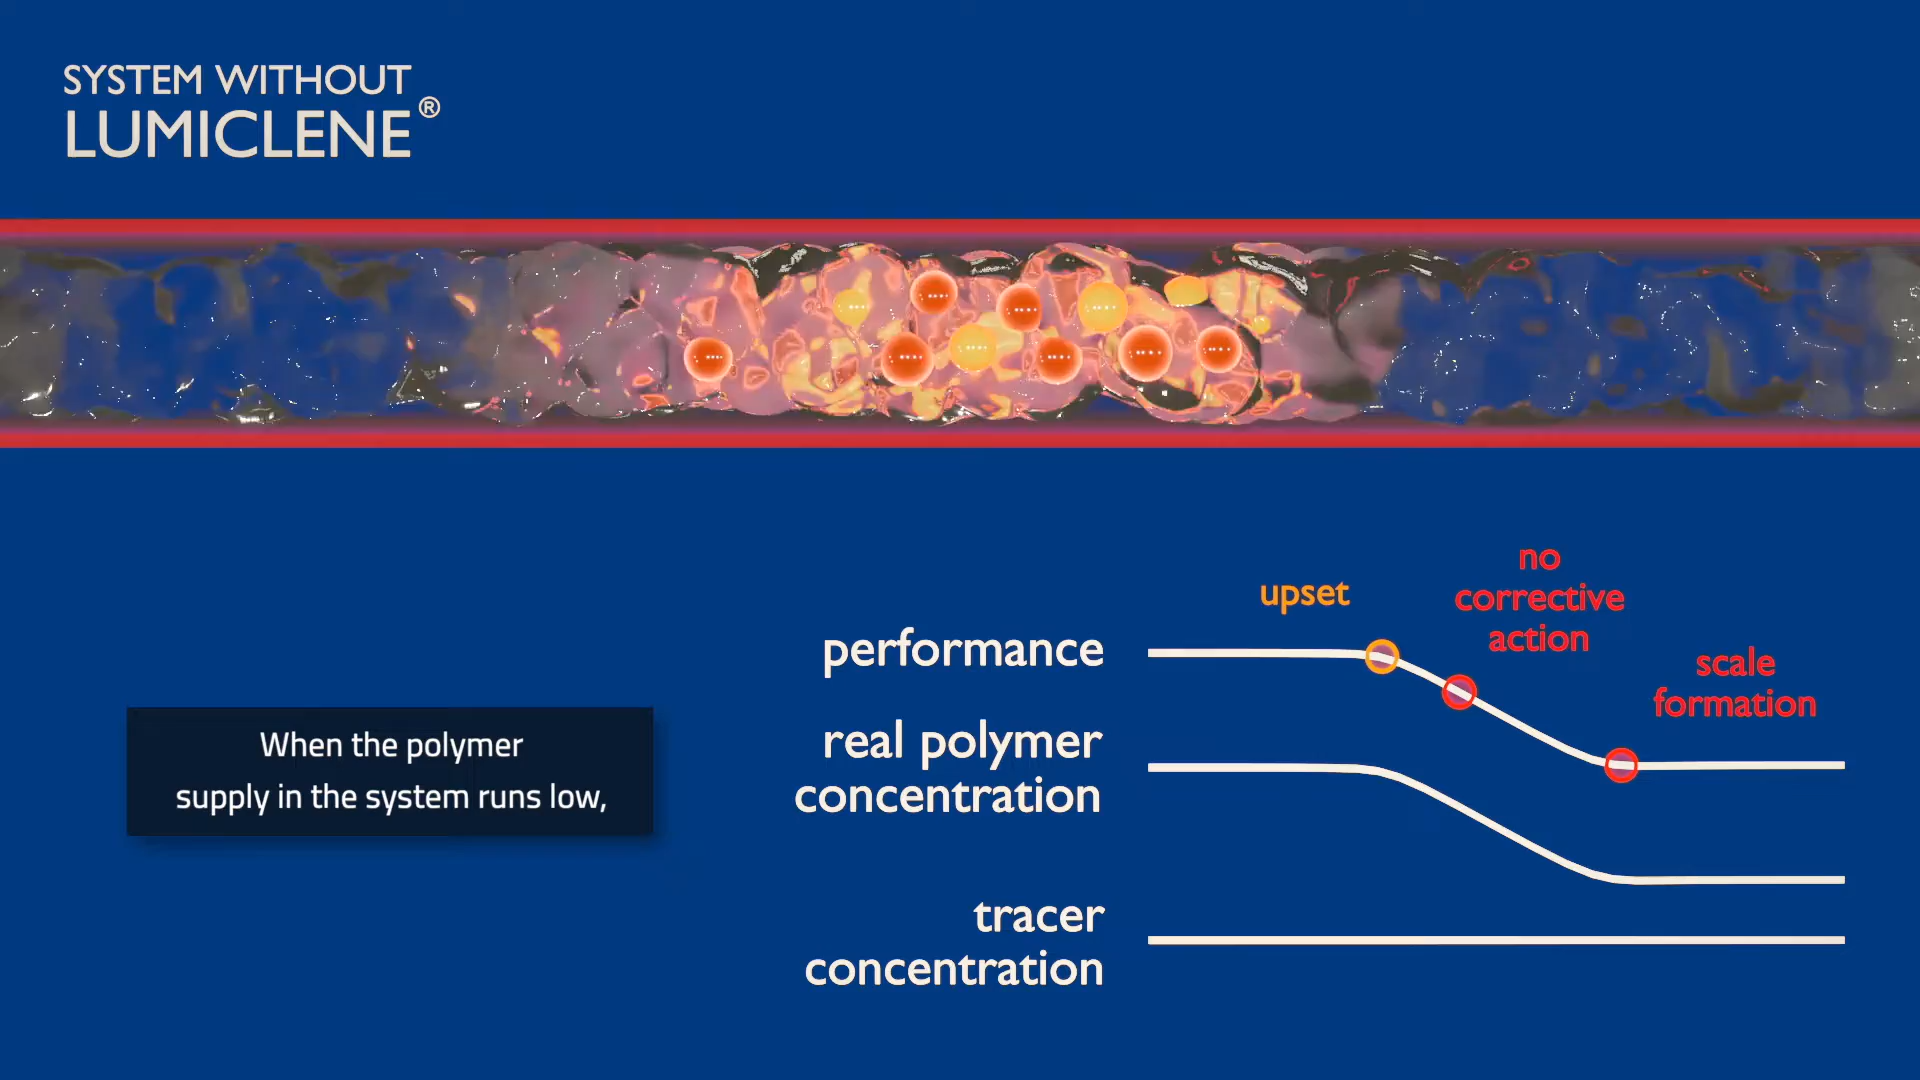 SYSTEM WITHOUT
LUMICLENE®
upset
no
corrective
action
scale
formation
performance
real polymer
concentration
tracer
concentration
When the polymer
supply in the system runs low,